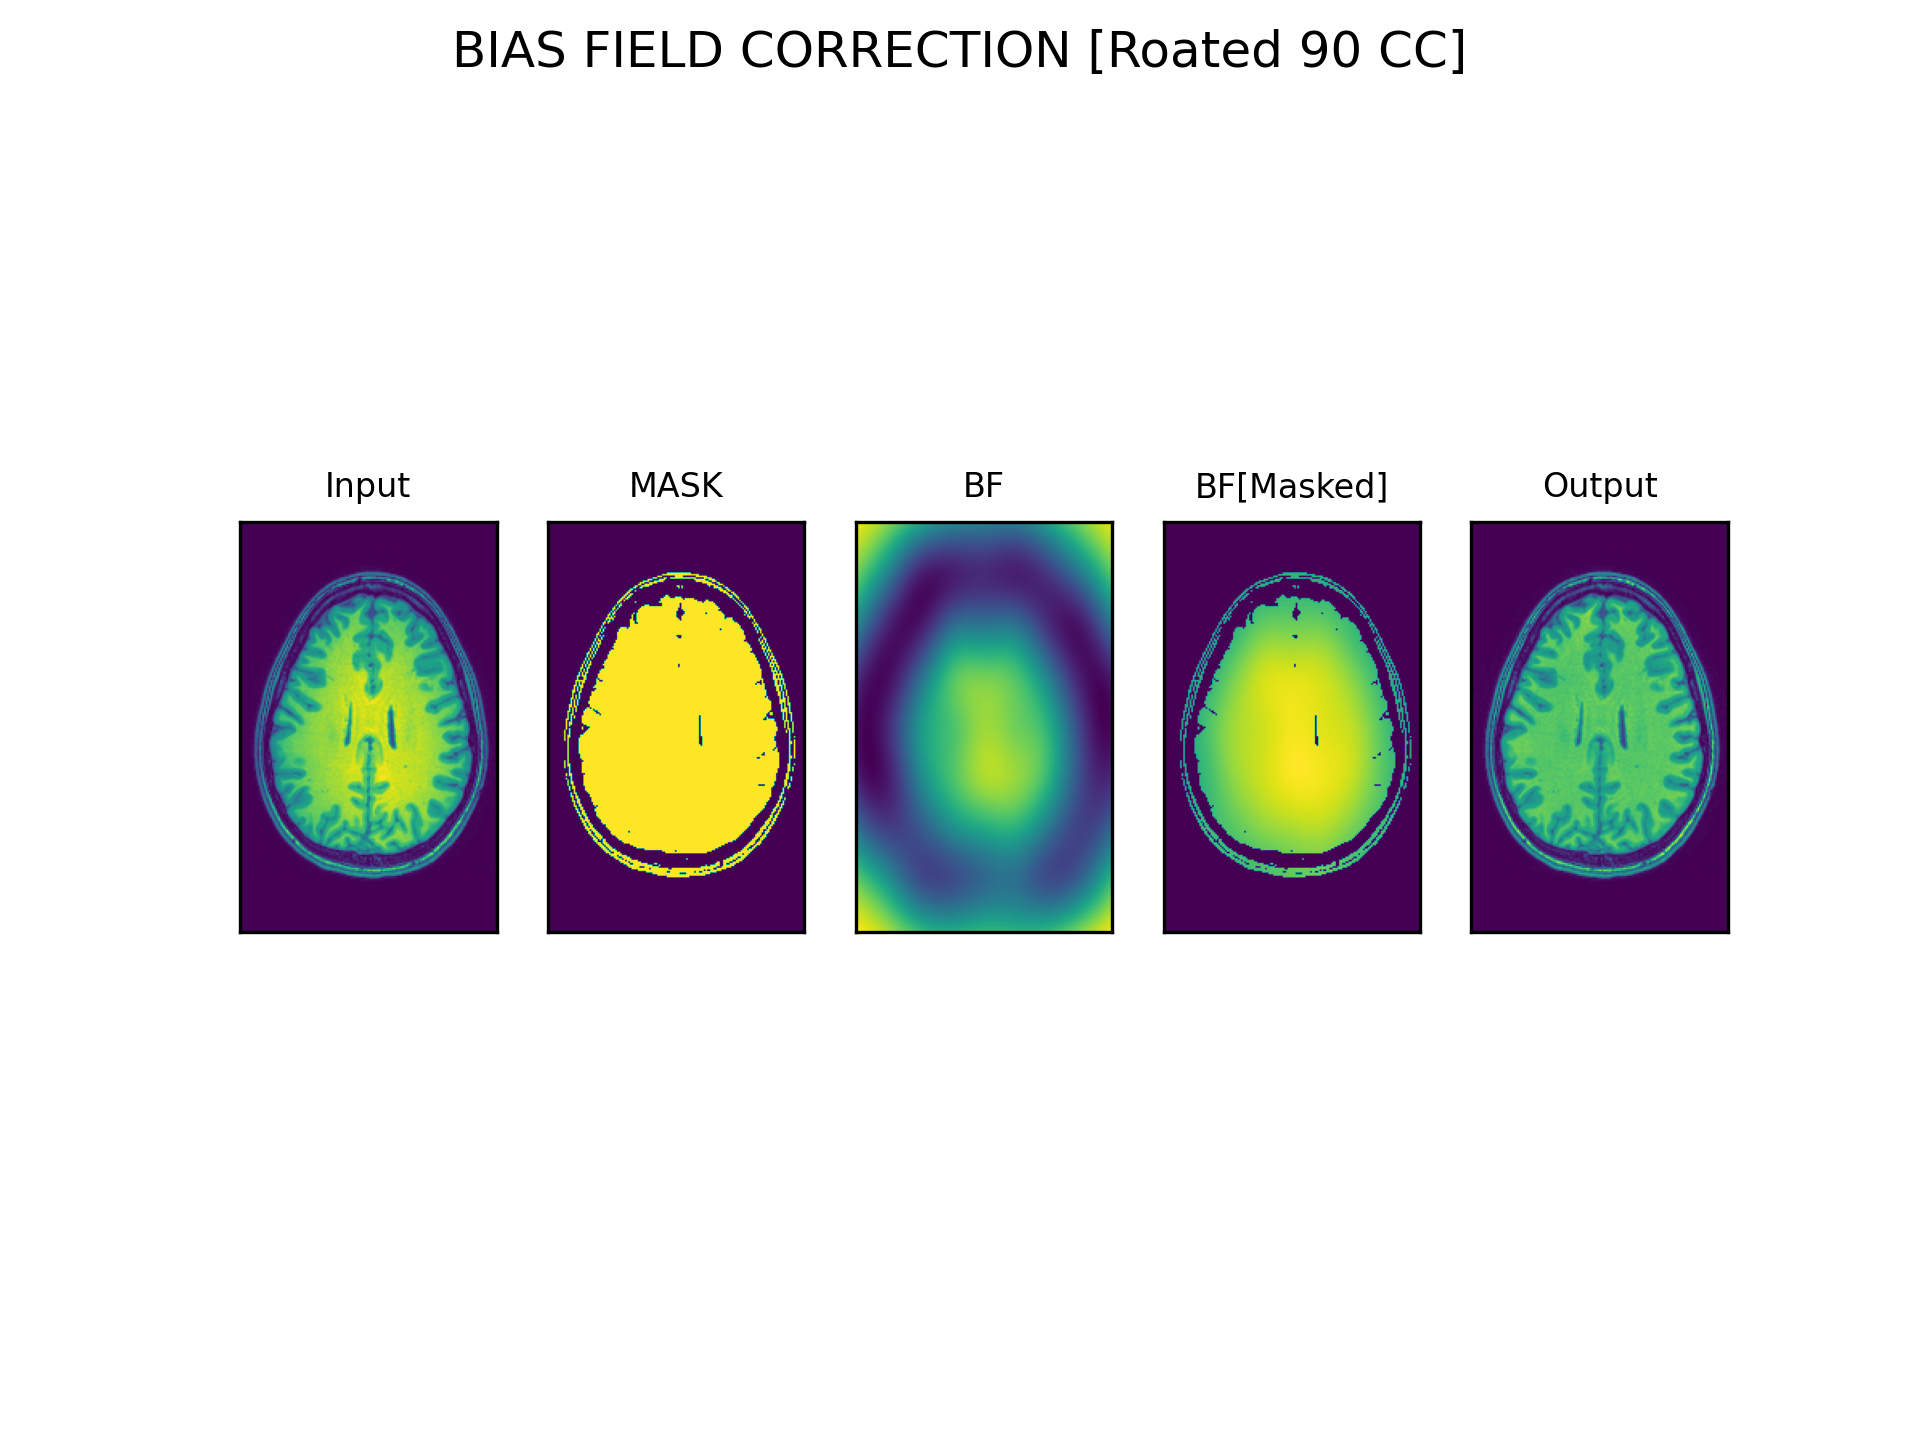 BIAS FIELD CORRECTION [Roated 90 CC]
Input
MASK
BF
BF[Masked]
Output